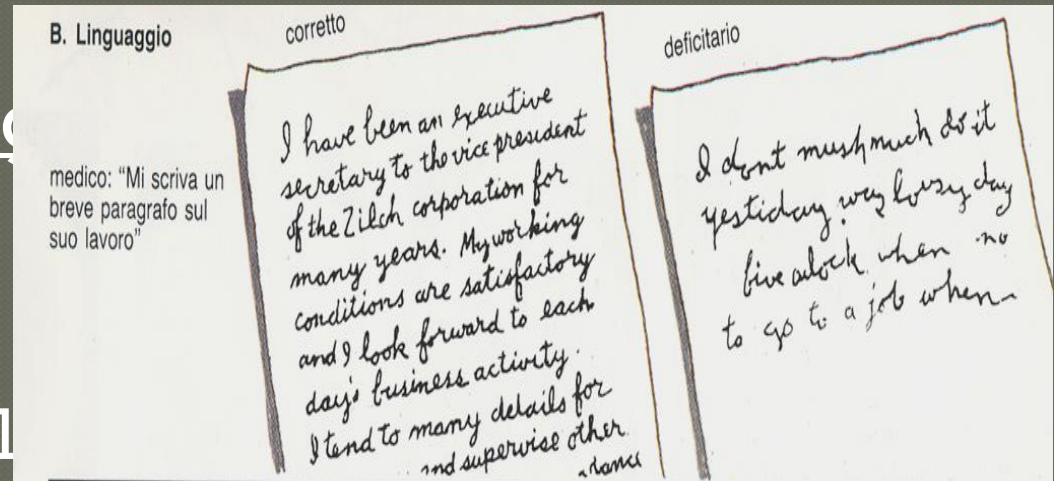 B. Linguaggio
medico: "Mi scriva un
breve paragrafo sul
suo lavoro"
corretto
I have been an executive
secretary to the vice president
of the Zilch corporation for
many years. My working
conditions are satisfactory
and I look forward to each
day's business activity.
I tend to many details for
and supervise other
deficitario
I dont mush much do it
yestiday way lousy day
five aclock when no
to go to a job when